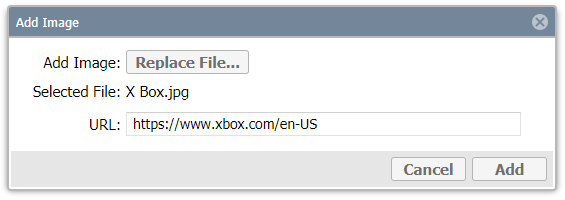 Add Image
Add Image: Replace File...
Selected File: X Box.jpg
URL: https://www.xbox.com/en-US
Cancel Add